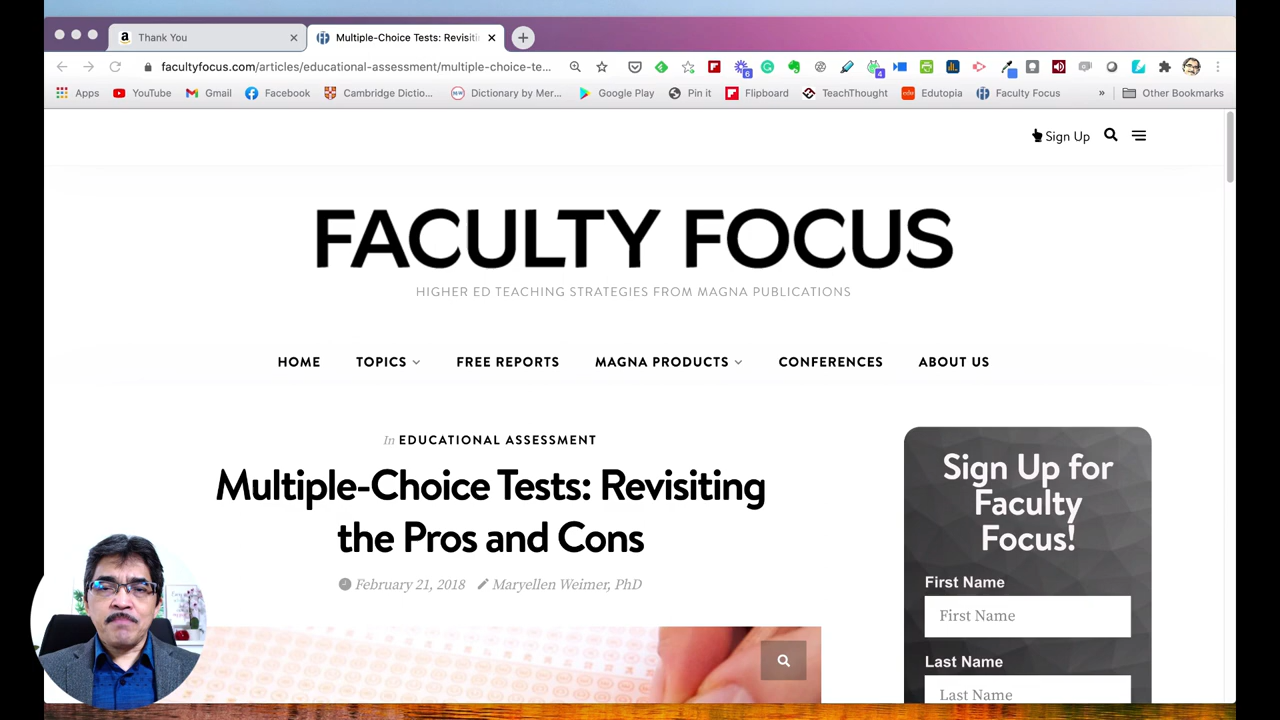 Thank You
Multiple-Choice Tests: Revisitin
facultyfocus.com/articles/educational-assessment/multiple-choice-te...
6
4
Apps
YouTube
Gmail
Facebook
Cambridge Dictio...
Dictionary by Mer...
Google Play
Pin it
Flipboard
TeachThought
Edutopia
Faculty Focus
»
Other Bookmarks
Sign Up
FACULTY FOCUS
HIGHER ED TEACHING STRATEGIES FROM MAGNA PUBLICATIONS
HOME
TOPICS
FREE REPORTS
MAGNA PRODUCTS
CONFERENCES
ABOUT US
In EDUCATIONAL ASSESSMENT
Multiple-Choice Tests: Revisiting
the Pros and Cons
February 21, 2018
Maryellen Weimer, PhD
Sign Up for
Faculty
Focus!
First Name
First Name
Last Name
Last Name